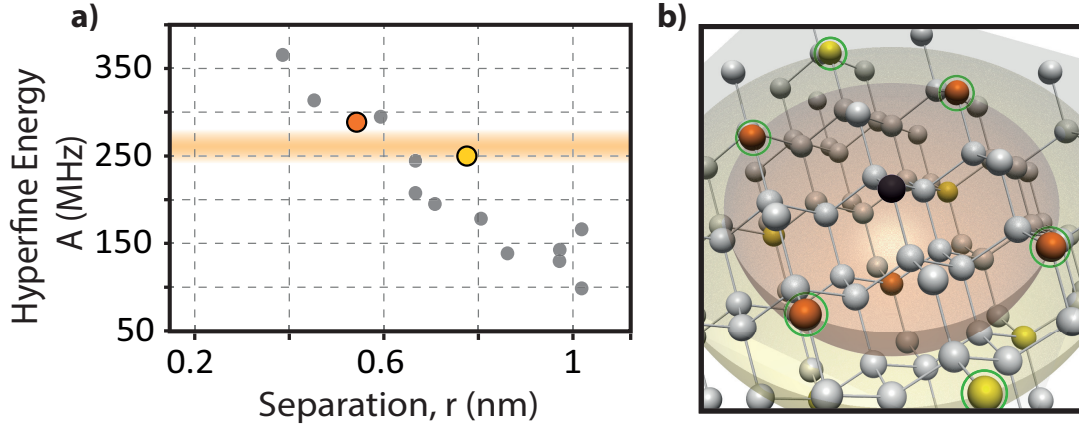 a)
Hyperfine Energy
A (MHz)
350
250
150
50
0.2
0.6
1
Separation, r (nm)
b)